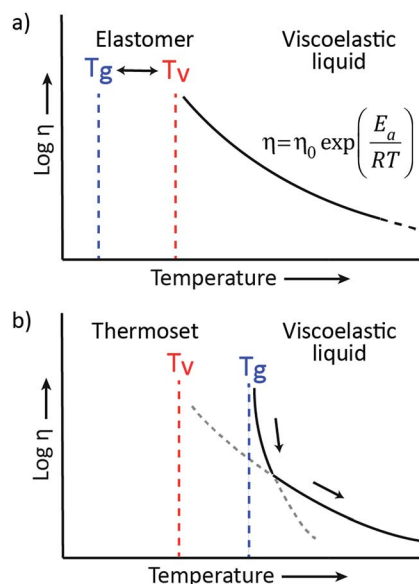 a)
Elastomer
Viscoelastic
liquid
Tg
Tv
Log η
η=η0 exp(Ea/RT)
Temperature
b)
Thermoset
Viscoelastic
liquid
Tv
Tg
Log η
Temperature